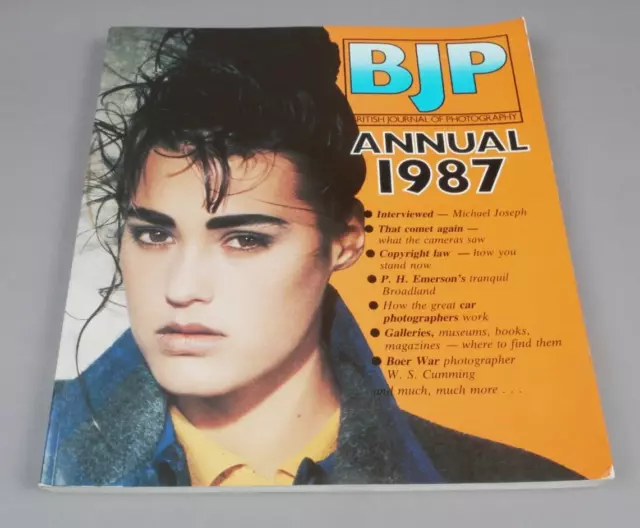 BJP
BRITISH JOURNAL OF PHOTOGRAPHY
ANNUAL
1987
● Interviewed — Michael Joseph
● That comet again —
what the cameras saw
● Copyright law — how you
stand now
● P. H. Emerson's tranquil
Broadland
● How the great car
photographers work
● Galleries, museums, books,
magazines — where to find them
● Boer War photographer
W. S. Cumming
and much, much more . . .